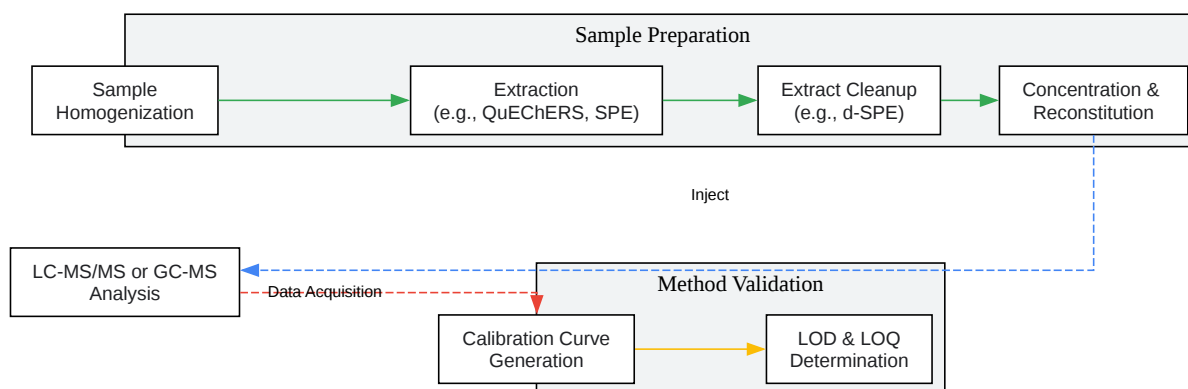 Sample Preparation
Sample
Homogenization
Extraction
(e.g., QuEChERS, SPE)
Extract Cleanup
(e.g., d-SPE)
Concentration &
Reconstitution
Inject
LC-MS/MS or GC-MS
Analysis
Data Acquisition
Method Validation
Calibration Curve
Generation
LOD & LOQ
Determination